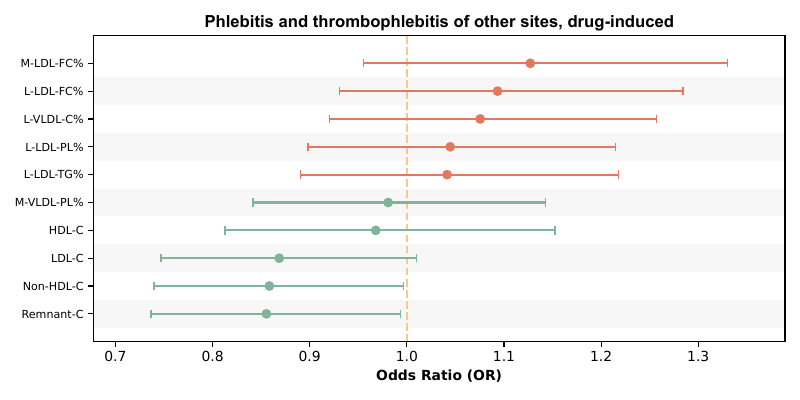 Phlebitis and thrombophlebitis of other sites, drug-induced
M-LDL-FC%
L-LDL-FC%
L-VLDL-C%
L-LDL-PL%
L-LDL-TG%
M-VLDL-PL%
HDL-C
LDL-C
Non-HDL-C
Remnant-C
0.7 0.8 0.9 1.0 1.1 1.2 1.3
Odds Ratio (OR)